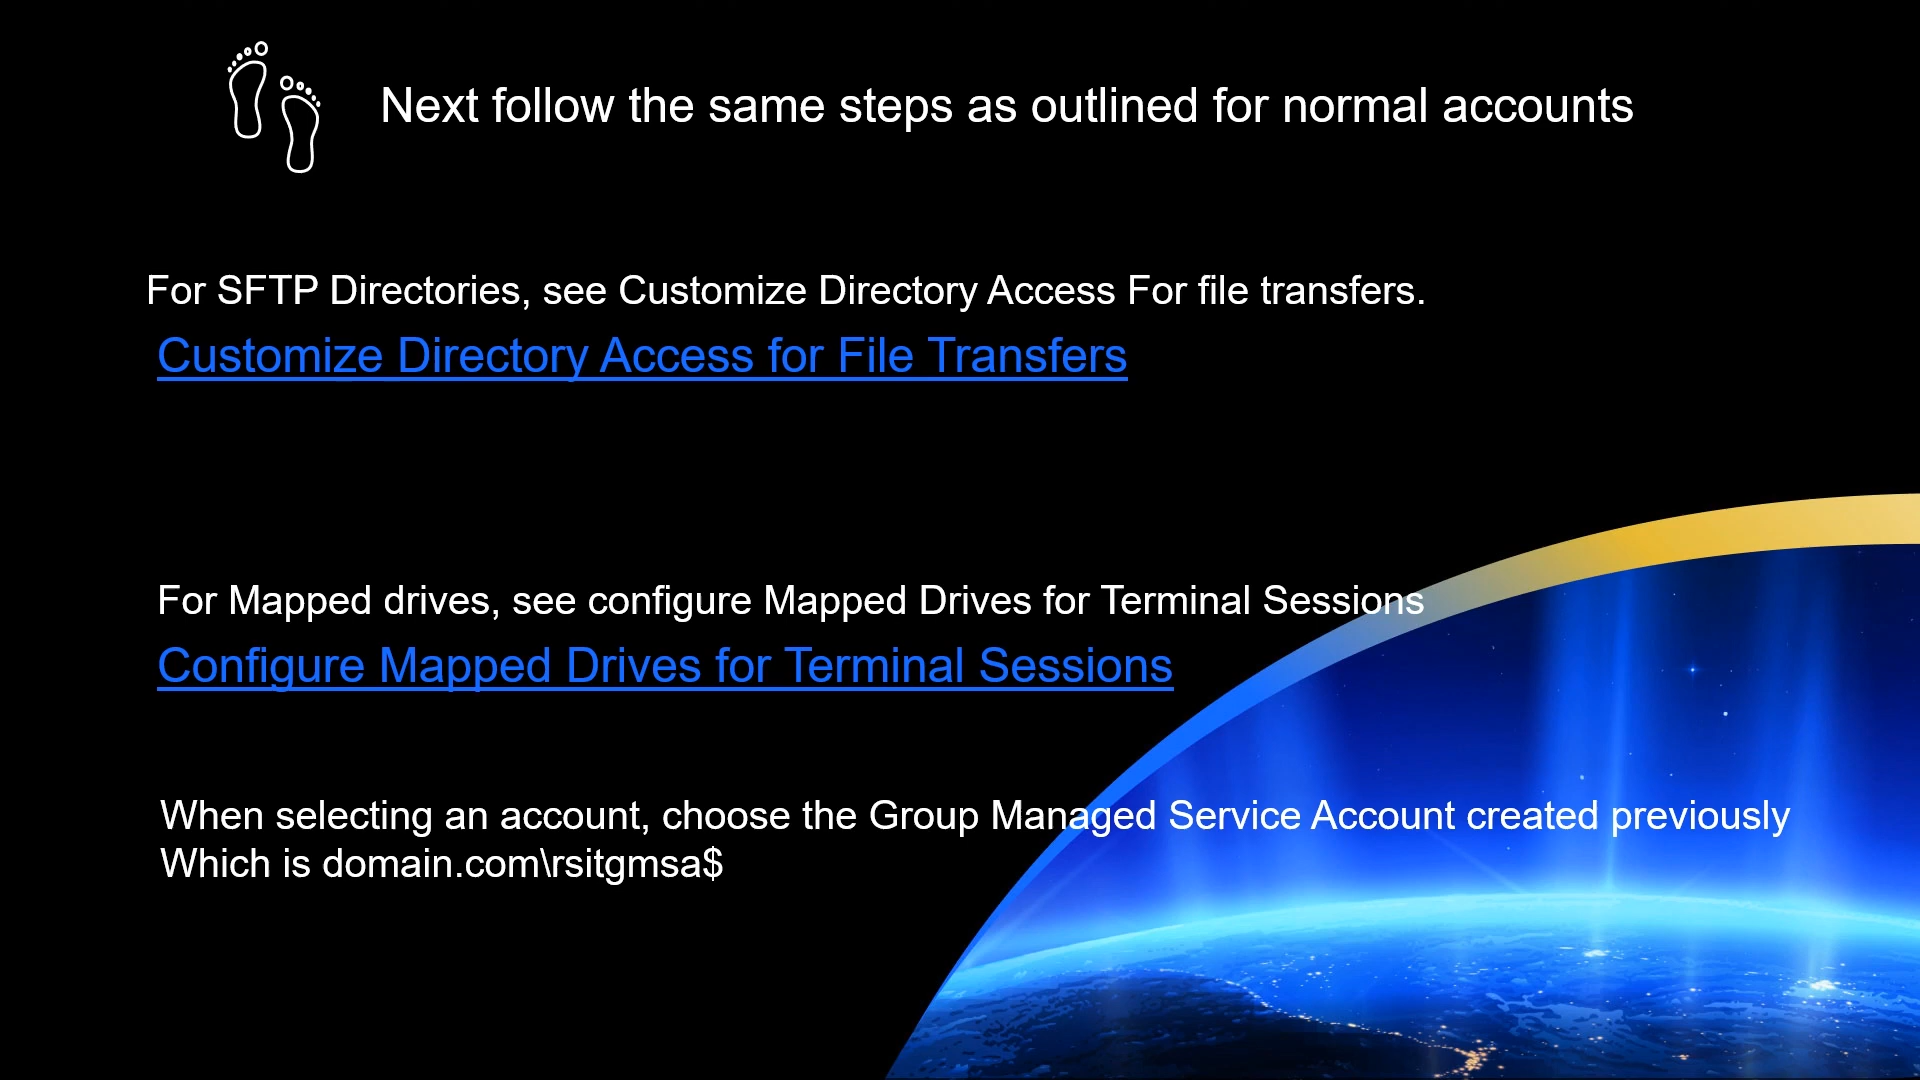 Next follow the same steps as outlined for normal accounts
For SFTP Directories, see Customize Directory Access For file transfers.
Customize Directory Access for File Transfers
For Mapped drives, see configure Mapped Drives for Terminal Sessions
Configure Mapped Drives for Terminal Sessions
When selecting an account, choose the Group Managed Service Account created previously
Which is domain.com\rsitgmsa$